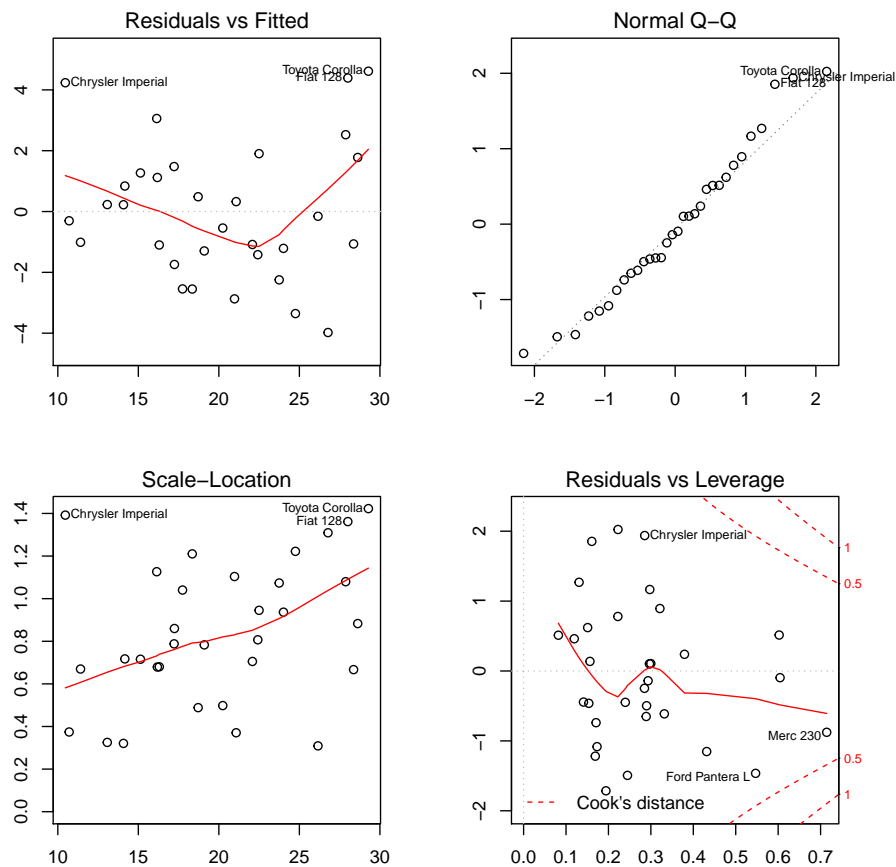 Residuals vs Fitted
Normal Q−Q
Toyota Corolla
Fiat 128
Chrysler Imperial
4
2
0
−2
−4
10
15
20
25
30
Toyota Corolla
Chrysler Imperial
Fiat 128
2
1
0
−1
−2
−1
0
1
2
Scale−Location
Residuals vs Leverage
Toyota Corolla
Chrysler Imperial
Fiat 128
1.4
1.2
1.0
0.8
0.6
0.4
0.2
0.0
10
15
20
25
30
2
1
0
−1
−2
Chrysler Imperial
1
0.5
Merc 230
0.5
Ford Pantera L
1
Cook's distance
0.0
0.1
0.2
0.3
0.4
0.5
0.6
0.7